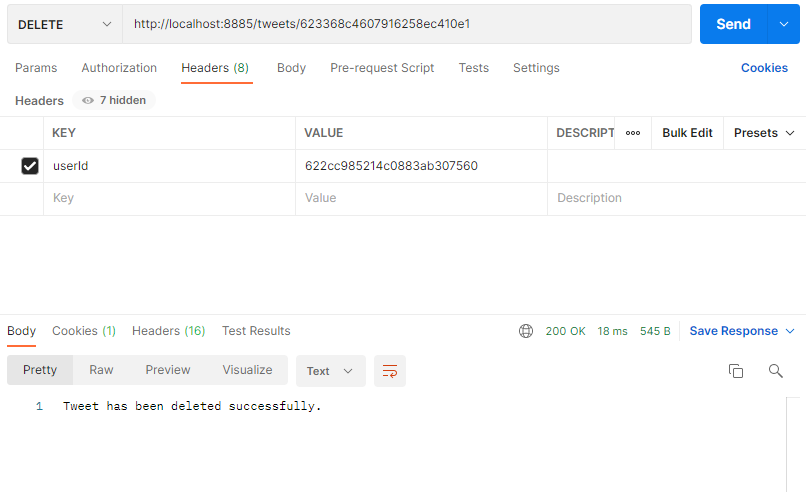 DELETE http://localhost:8885/tweets/623368c4607916258ec410e1 Send
Params Authorization Headers (8) Body Pre-request Script Tests Settings Cookies
Headers 7 hidden
KEY VALUE DESCRIPT ooo Bulk Edit Presets
userId 622cc985214c0883ab307560
Key Value Description
Body Cookies (1) Headers (16) Test Results 200 OK 18 ms 545 B Save Response
Pretty Raw Preview Visualize Text
1 Tweet has been deleted successfully.